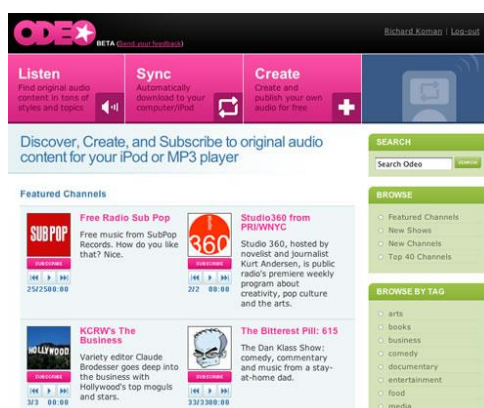 ODEO
BETA (Send your feedback)
Richard Koman | Log-out
Listen
Find original audio
content in tons of
styles and topics
Sync
Automatically
download to your
computer/iPod
Create
Create and
publish your own
audio for free
Discover, Create, and Subscribe to original audio
content for your iPod or MP3 player
Featured Channels
SUB POP
SUBSCRIBE
25/25 00:00
Free Radio Sub Pop
Free music from SubPop
Records. How do you like
that? Nice.
360
SUBSCRIBE
2/2 00:00
Studio360 from
PRI/WNYC
Studio 360, hosted by
novelist and journalist
Kurt Andersen, is public
radio's premiere weekly
program about
creativity, pop culture
and the arts.
HOLLYWOOD
SUBSCRIBE
3/3 00:00
KCRW's The
Business
Variety editor Claude
Brodesser goes deep into
the business with
Hollywood's top moguls
and stars.
SUBSCRIBE
33/33 00:00
The Bitterest Pill: 615
The Dan Klass Show:
comedy, commentary
and music from a stay-
at-home dad.
SEARCH
Search Odeo
SEARCH
BROWSE
Featured Channels
New Shows
New Channels
Top 40 Channels
BROWSE BY TAG
arts
books
business
comedy
documentary
entertainment
food
media